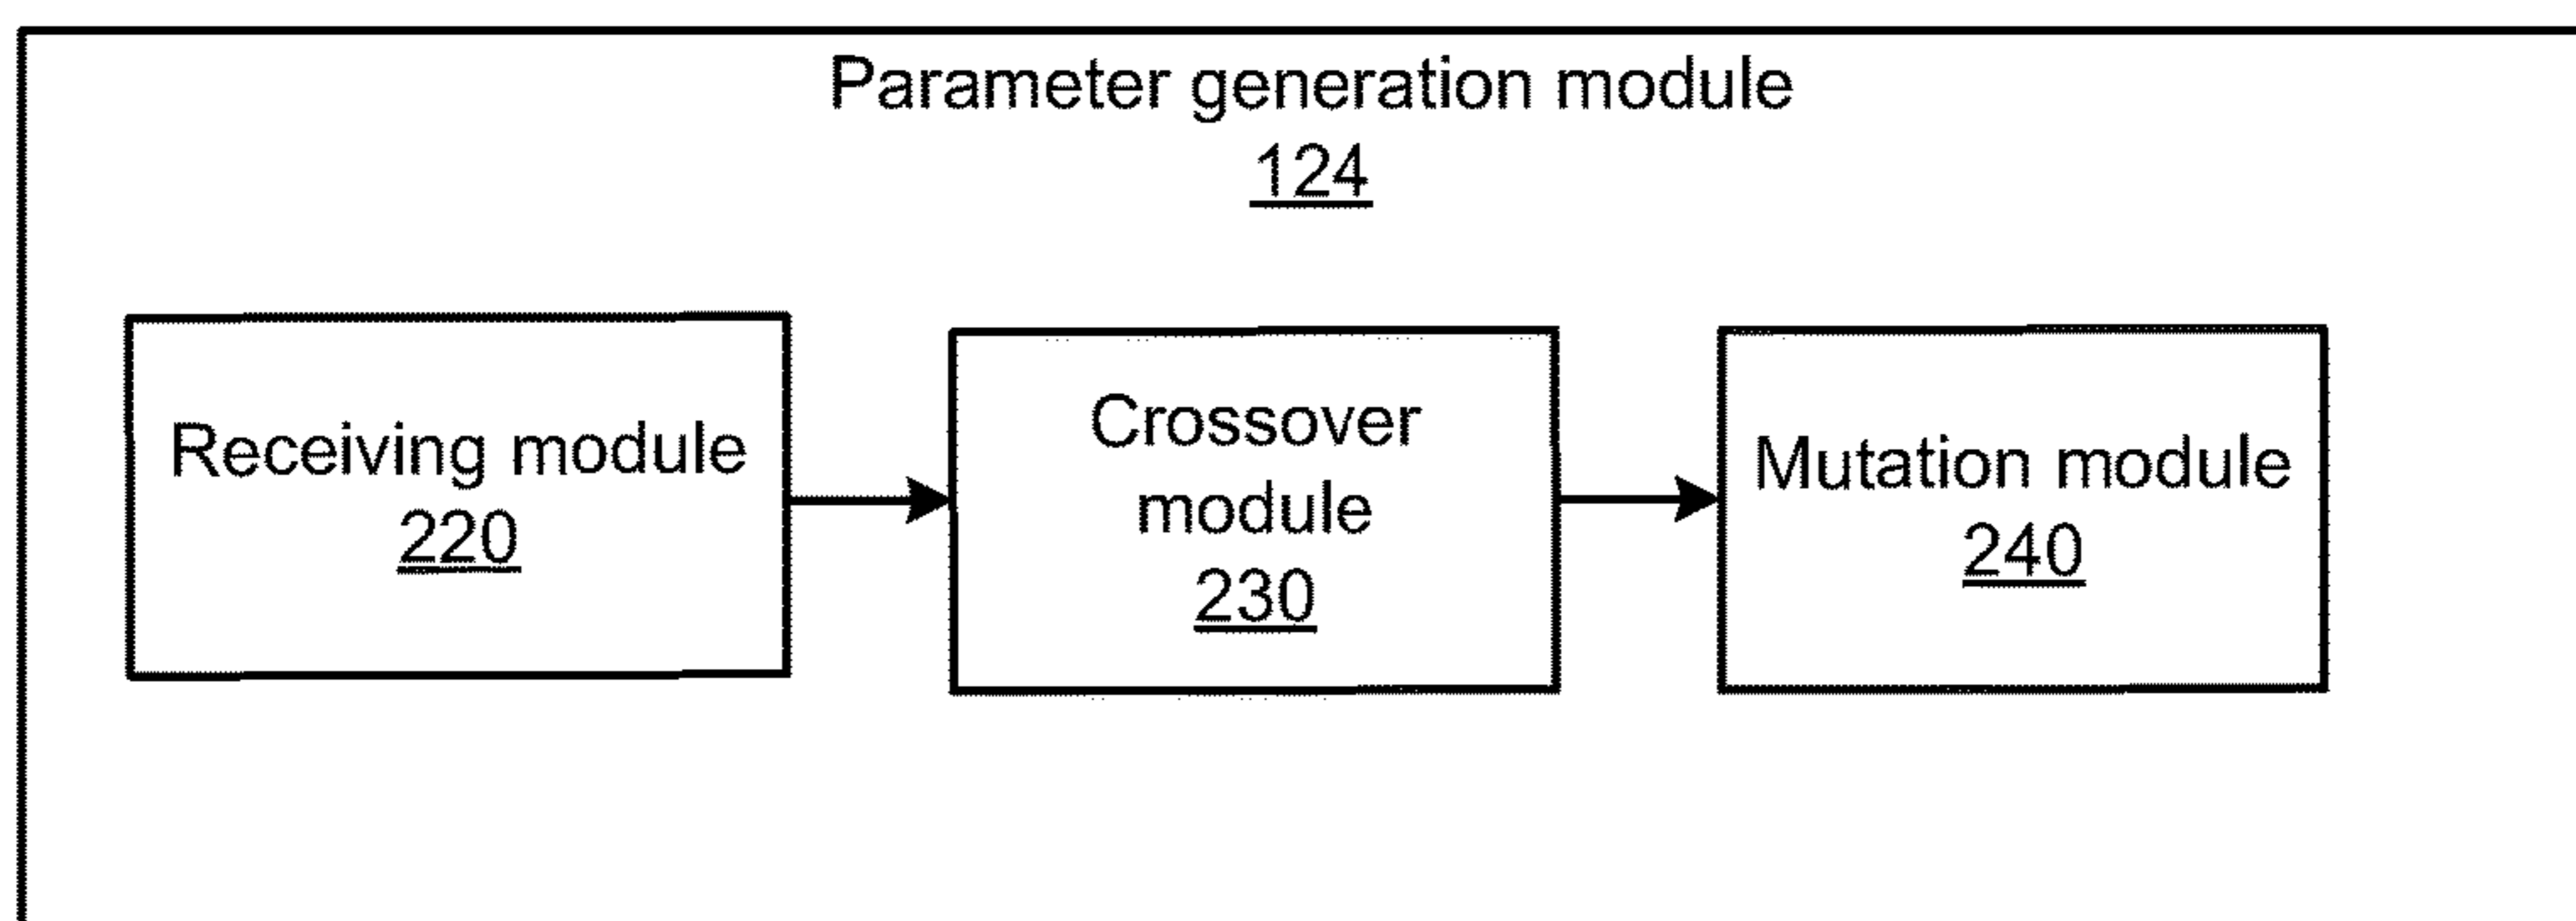 Parameter generation module
124
Receiving module
220
Crossover
module
230
Mutation module
240